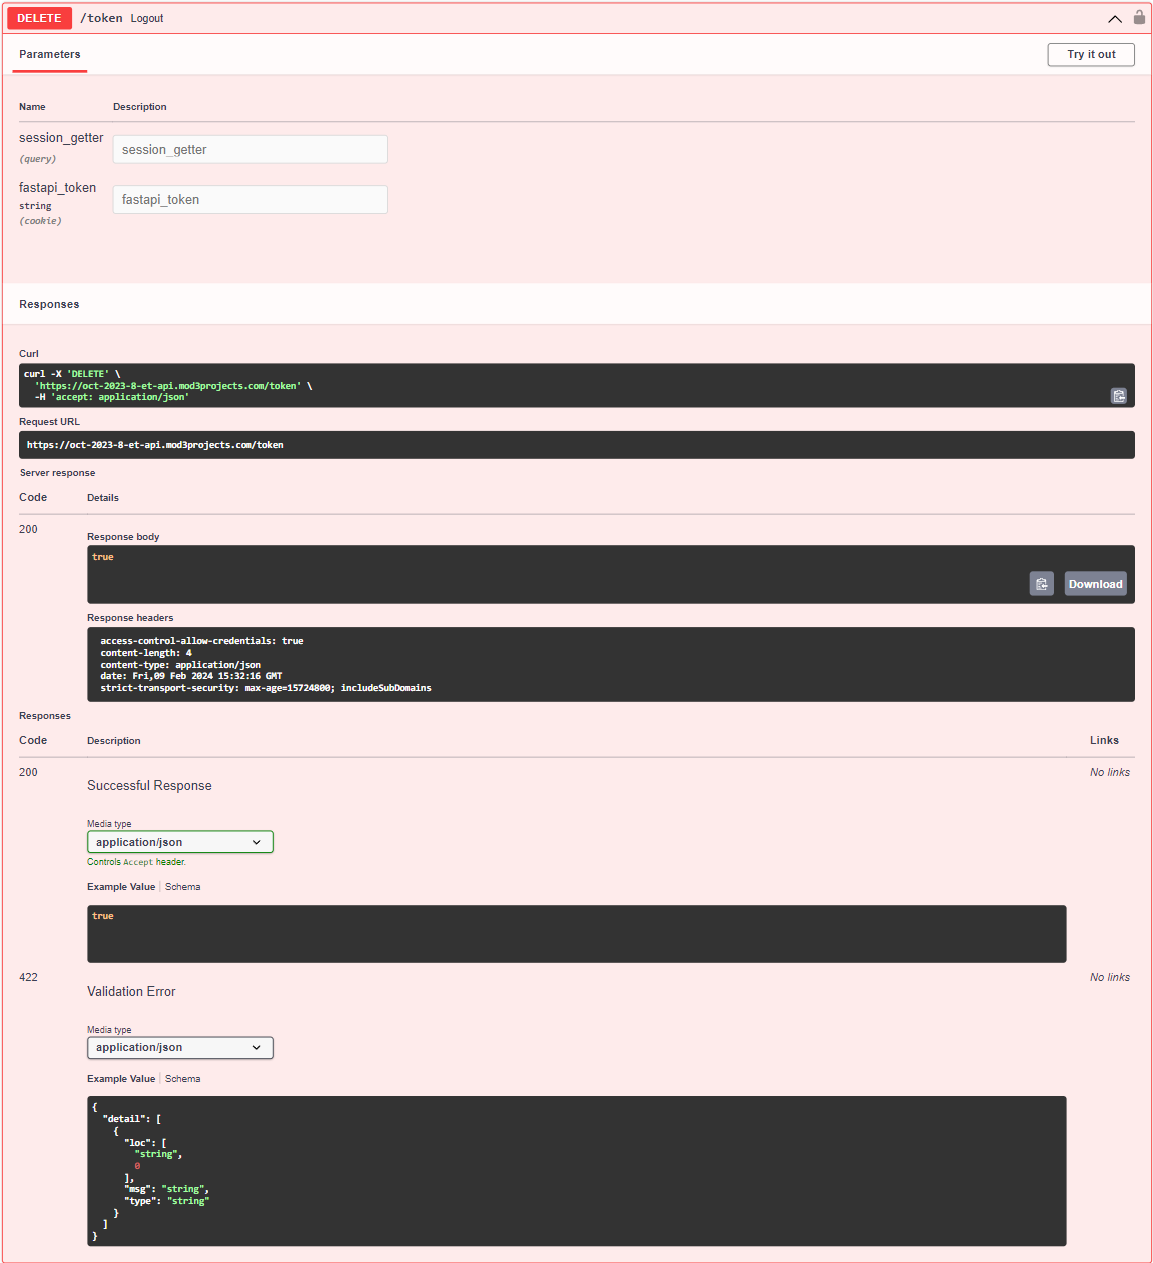 DELETE /token Logout
Parameters
Try it out
Name Description
session_getter
(query)
session_getter
fastapi_token
string
(cookie)
fastapi_token
Responses
Curl
curl -X 'DELETE' \
  'https://oct-2023-8-et-api.mod3projects.com/token' \
  -H 'accept: application/json'
Request URL
https://oct-2023-8-et-api.mod3projects.com/token
Server response
Code Details
200
Response body
true
Download
Response headers
access-control-allow-credentials: true
content-length: 4
content-type: application/json
date: Fri,09 Feb 2024 15:32:16 GMT
strict-transport-security: max-age=15724800; includeSubDomains
Responses
Code Description Links
200 No links
Successful Response
Media type
application/json
Controls Accept header.
Example Value Schema
true
422 No links
Validation Error
Media type
application/json
Example Value Schema
{
  "detail": [
    {
      "loc": [
        "string",
        0
      ],
      "msg": "string",
      "type": "string"
    }
  ]
}